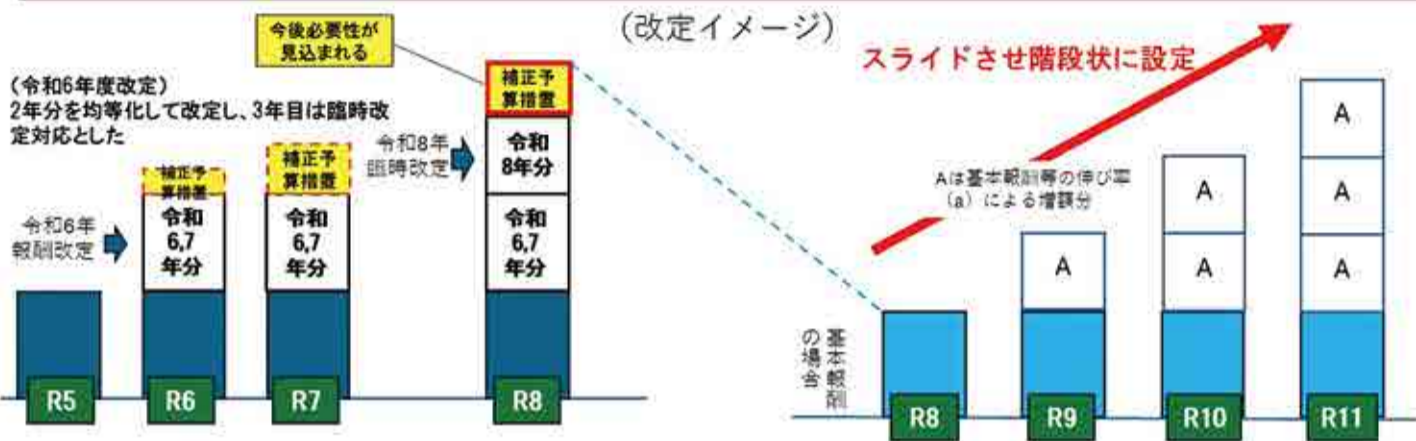 (改定イメージ)
今後必要性が
見込まれる
(令和6年度改定)
2年分を均等化して改定し、3年目は臨時改
定対応とした
令和6年
報酬改定
補正予
算措置
令和
6,7
年分
補正予
算措置
令和
6,7
年分
令和8年
臨時改定
補正予
算措置
令和
8年分
令和
6,7
年分
R5
R6
R7
R8
スライドさせ階段状に設定
Aは基本報酬等の伸び率
(a)による増額分
基本報酬
の場合
A
A
A
A
A
A
R8
R9
R10
R11